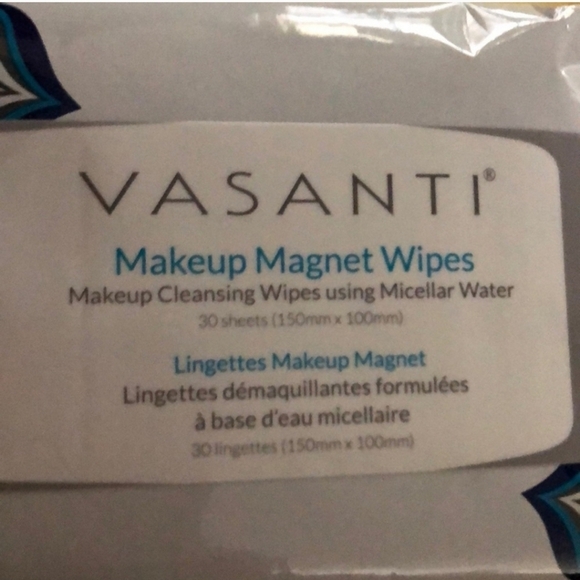 VASANTI®
Makeup Magnet Wipes
Makeup Cleansing Wipes using Micellar Water
30 sheets (150mm x 100mm)
Lingettes Makeup Magnet
Lingettes démaquillantes formulées
à base d'eau micellaire
30 lingettes (150mm x 100mm)